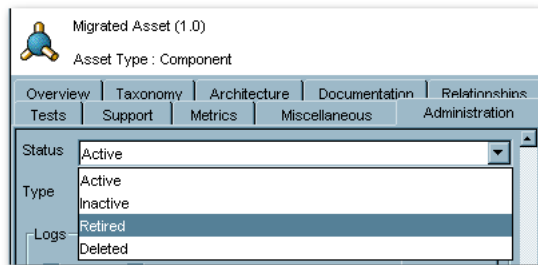 Migrated Asset (1.0)
Asset Type : Component
Overview Taxonomy Architecture Documentation Relationships
Tests Support Metrics Miscellaneous Administration
Status Active
Active
Type
Inactive
Retired
Logs
Deleted